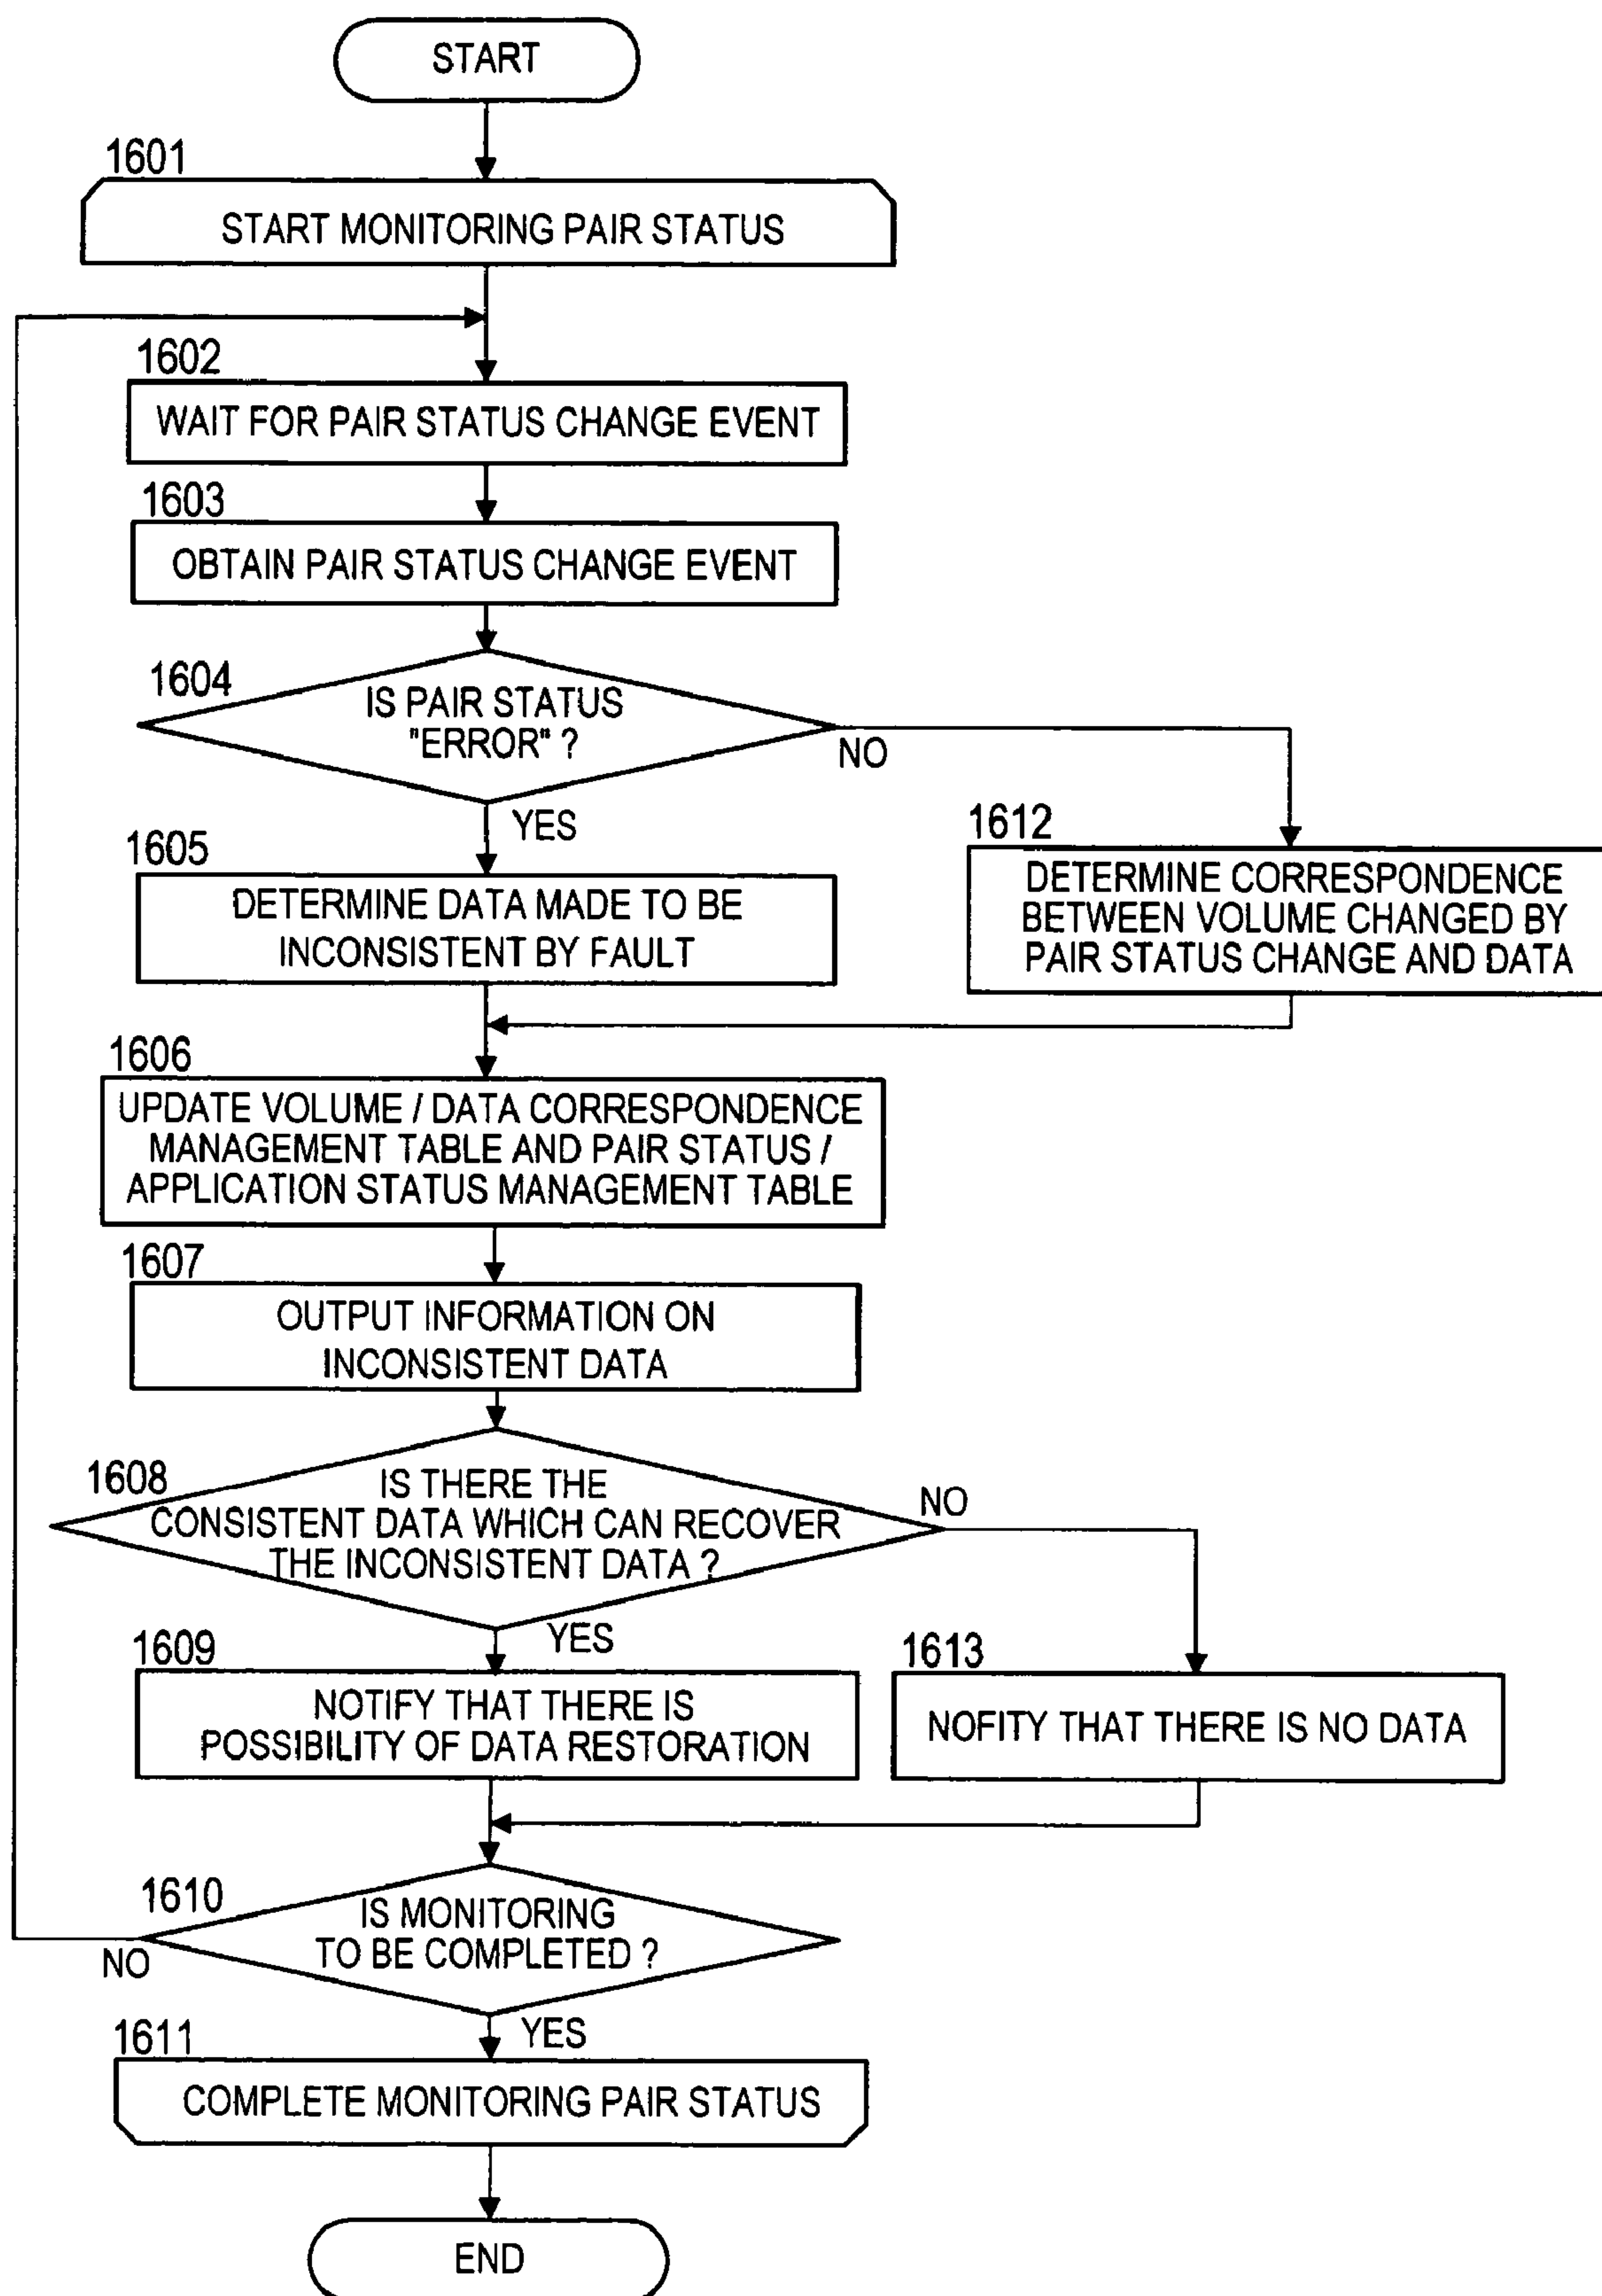 START
1601
START MONITORING PAIR STATUS
1602
WAIT FOR PAIR STATUS CHANGE EVENT
1603
OBTAIN PAIR STATUS CHANGE EVENT
1604
IS PAIR STATUS
"ERROR" ?
NO
YES
1605
DETERMINE DATA MADE TO BE
INCONSISTENT BY FAULT
1612
DETERMINE CORRESPONDENCE
BETWEEN VOLUME CHANGED BY
PAIR STATUS CHANGE AND DATA
1606
UPDATE VOLUME / DATA CORRESPONDENCE
MANAGEMENT TABLE AND PAIR STATUS /
APPLICATION STATUS MANAGEMENT TABLE
1607
OUTPUT INFORMATION ON
INCONSISTENT DATA
1608
IS THERE THE
CONSISTENT DATA WHICH CAN RECOVER
THE INCONSISTENT DATA ?
NO
YES
1609
NOTIFY THAT THERE IS
POSSIBILITY OF DATA RESTORATION
1613
NOFITY THAT THERE IS NO DATA
1610
IS MONITORING
TO BE COMPLETED ?
NO
YES
1611
COMPLETE MONITORING PAIR STATUS
END